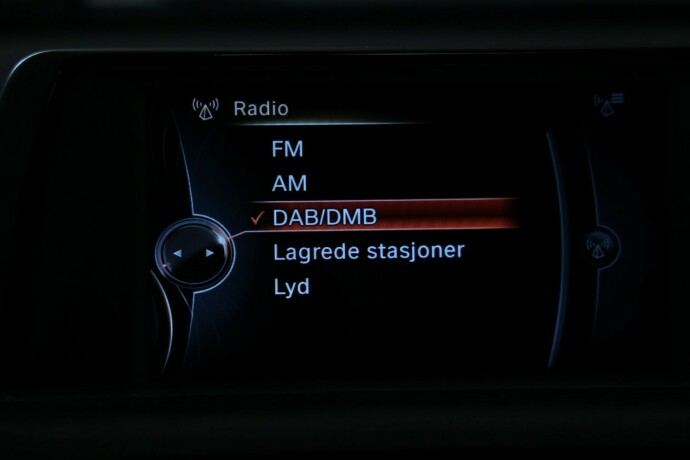 Radio
FM
AM
DAB/DMB
Lagrede stasjoner
Lyd